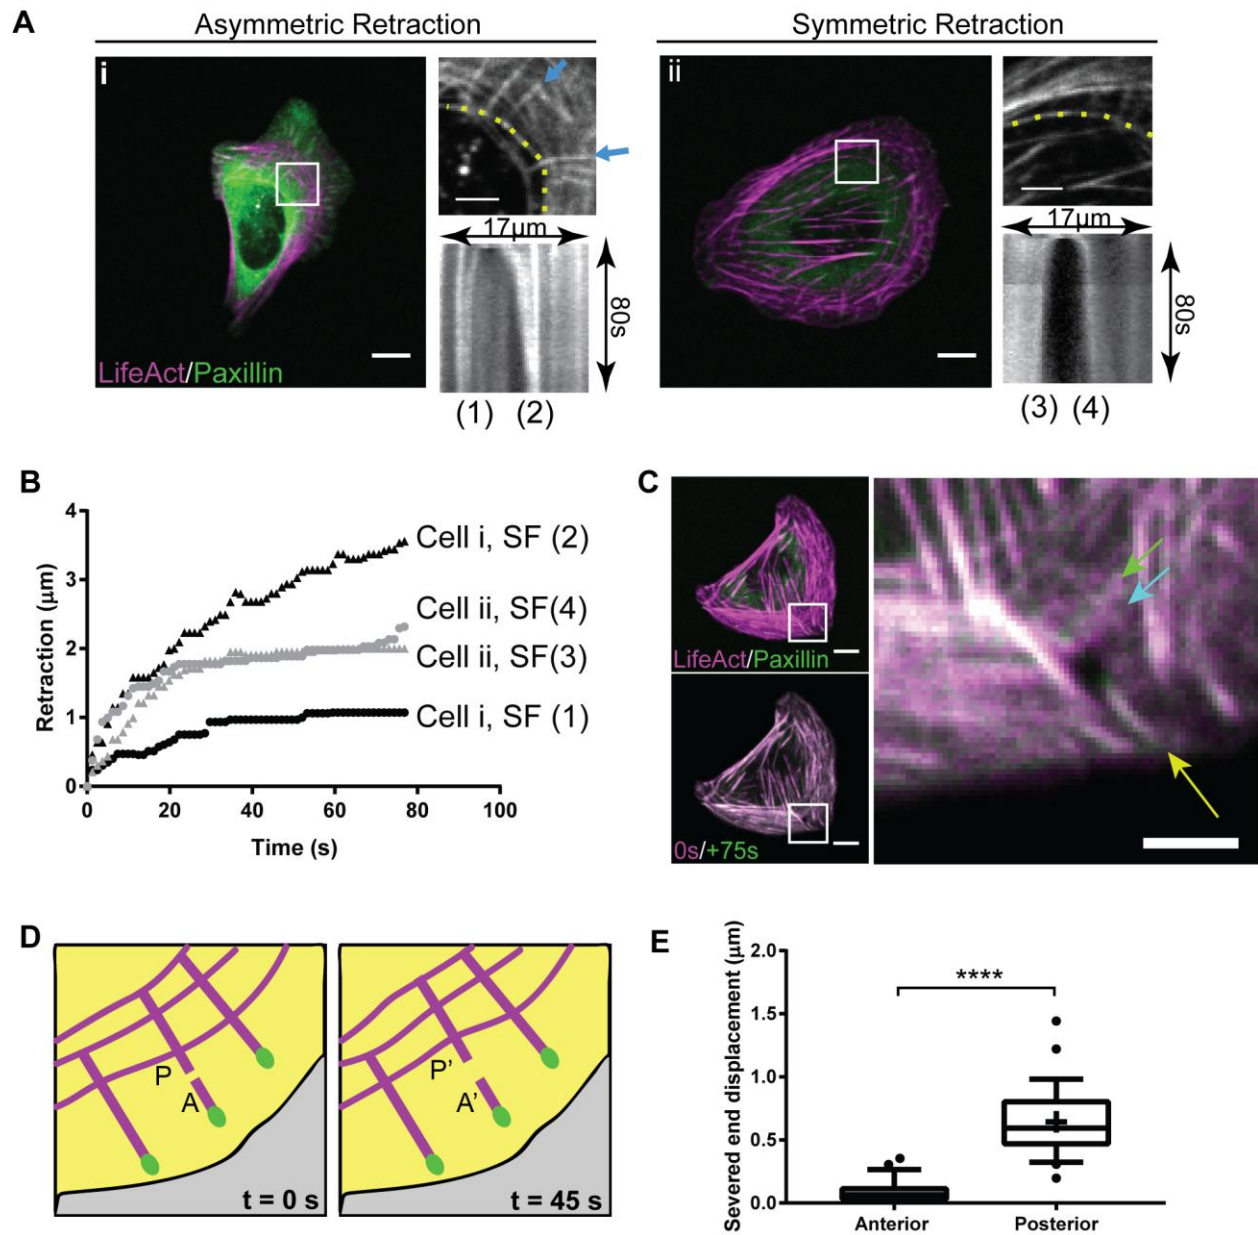 A
Asymmetric Retraction
Symmetric Retraction
i
LifeAct/Paxillin
17μm
80s
(1) (2)
ii
17μm
80s
(3) (4)
B
Retraction (μm)
4
3
2
1
0
0 20 40 60 80 100
Time (s)
Cell i, SF (2)
Cell ii, SF(4)
Cell ii, SF(3)
Cell i, SF (1)
C
LifeAct/Paxillin
0s/+75s
D
P
A
t = 0 s
P'
A'
t = 45 s
E
Severed end displacement (μm)
2.0
1.5
1.0
0.5
0.0
****
Anterior Posterior